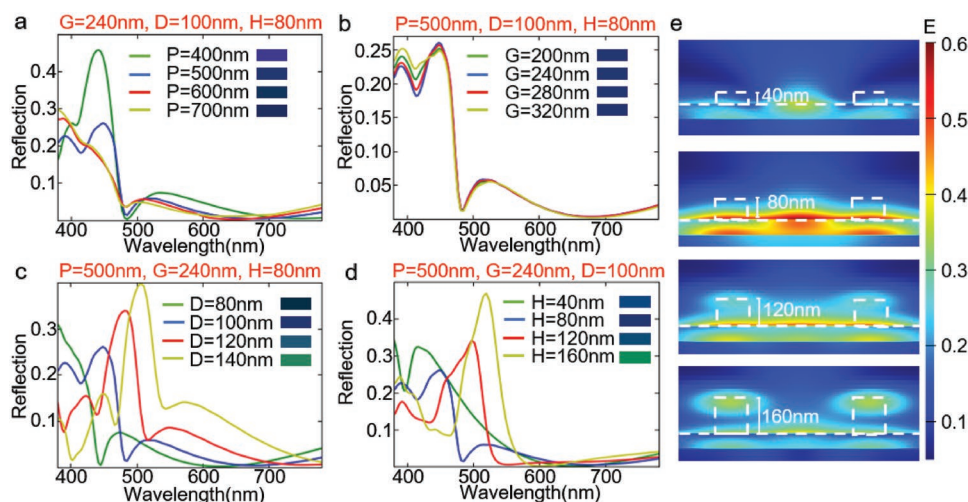 a
G=240nm, D=100nm, H=80nm
Reflection
0.4
0.3
0.2
0.1
P=400nm
P=500nm
P=600nm
P=700nm
400 500 600 700
Wavelength(nm)
b
P=500nm, D=100nm, H=80nm
Reflection
0.25
0.20
0.15
0.10
0.05
G=200nm
G=240nm
G=280nm
G=320nm
400 500 600 700
Wavelength(nm)
c
P=500nm, G=240nm, H=80nm
Reflection
0.3
0.2
0.1
D=80nm
D=100nm
D=120nm
D=140nm
400 500 600 700
Wavelength(nm)
d
P=500nm, G=240nm, D=100nm
Reflection
0.4
0.3
0.2
0.1
H=40nm
H=80nm
H=120nm
H=160nm
400 500 600 700
Wavelength(nm)
e
40nm
80nm
120nm
160nm
E
0.6
0.5
0.4
0.3
0.2
0.1